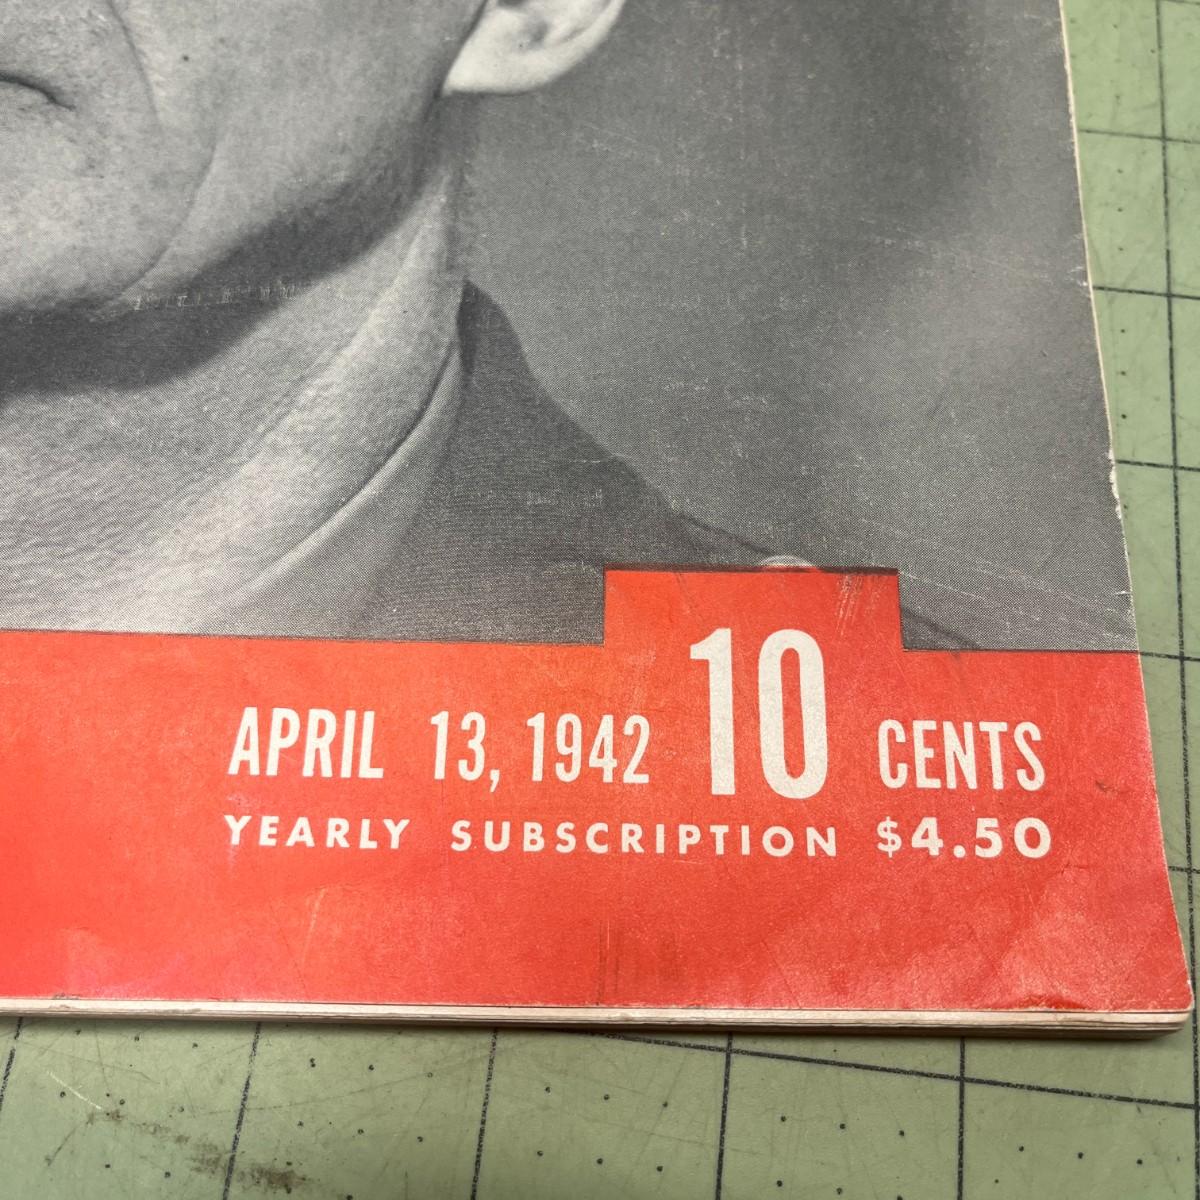 APRIL 13, 1942 10 CENTS
YEARLY SUBSCRIPTION $4.50